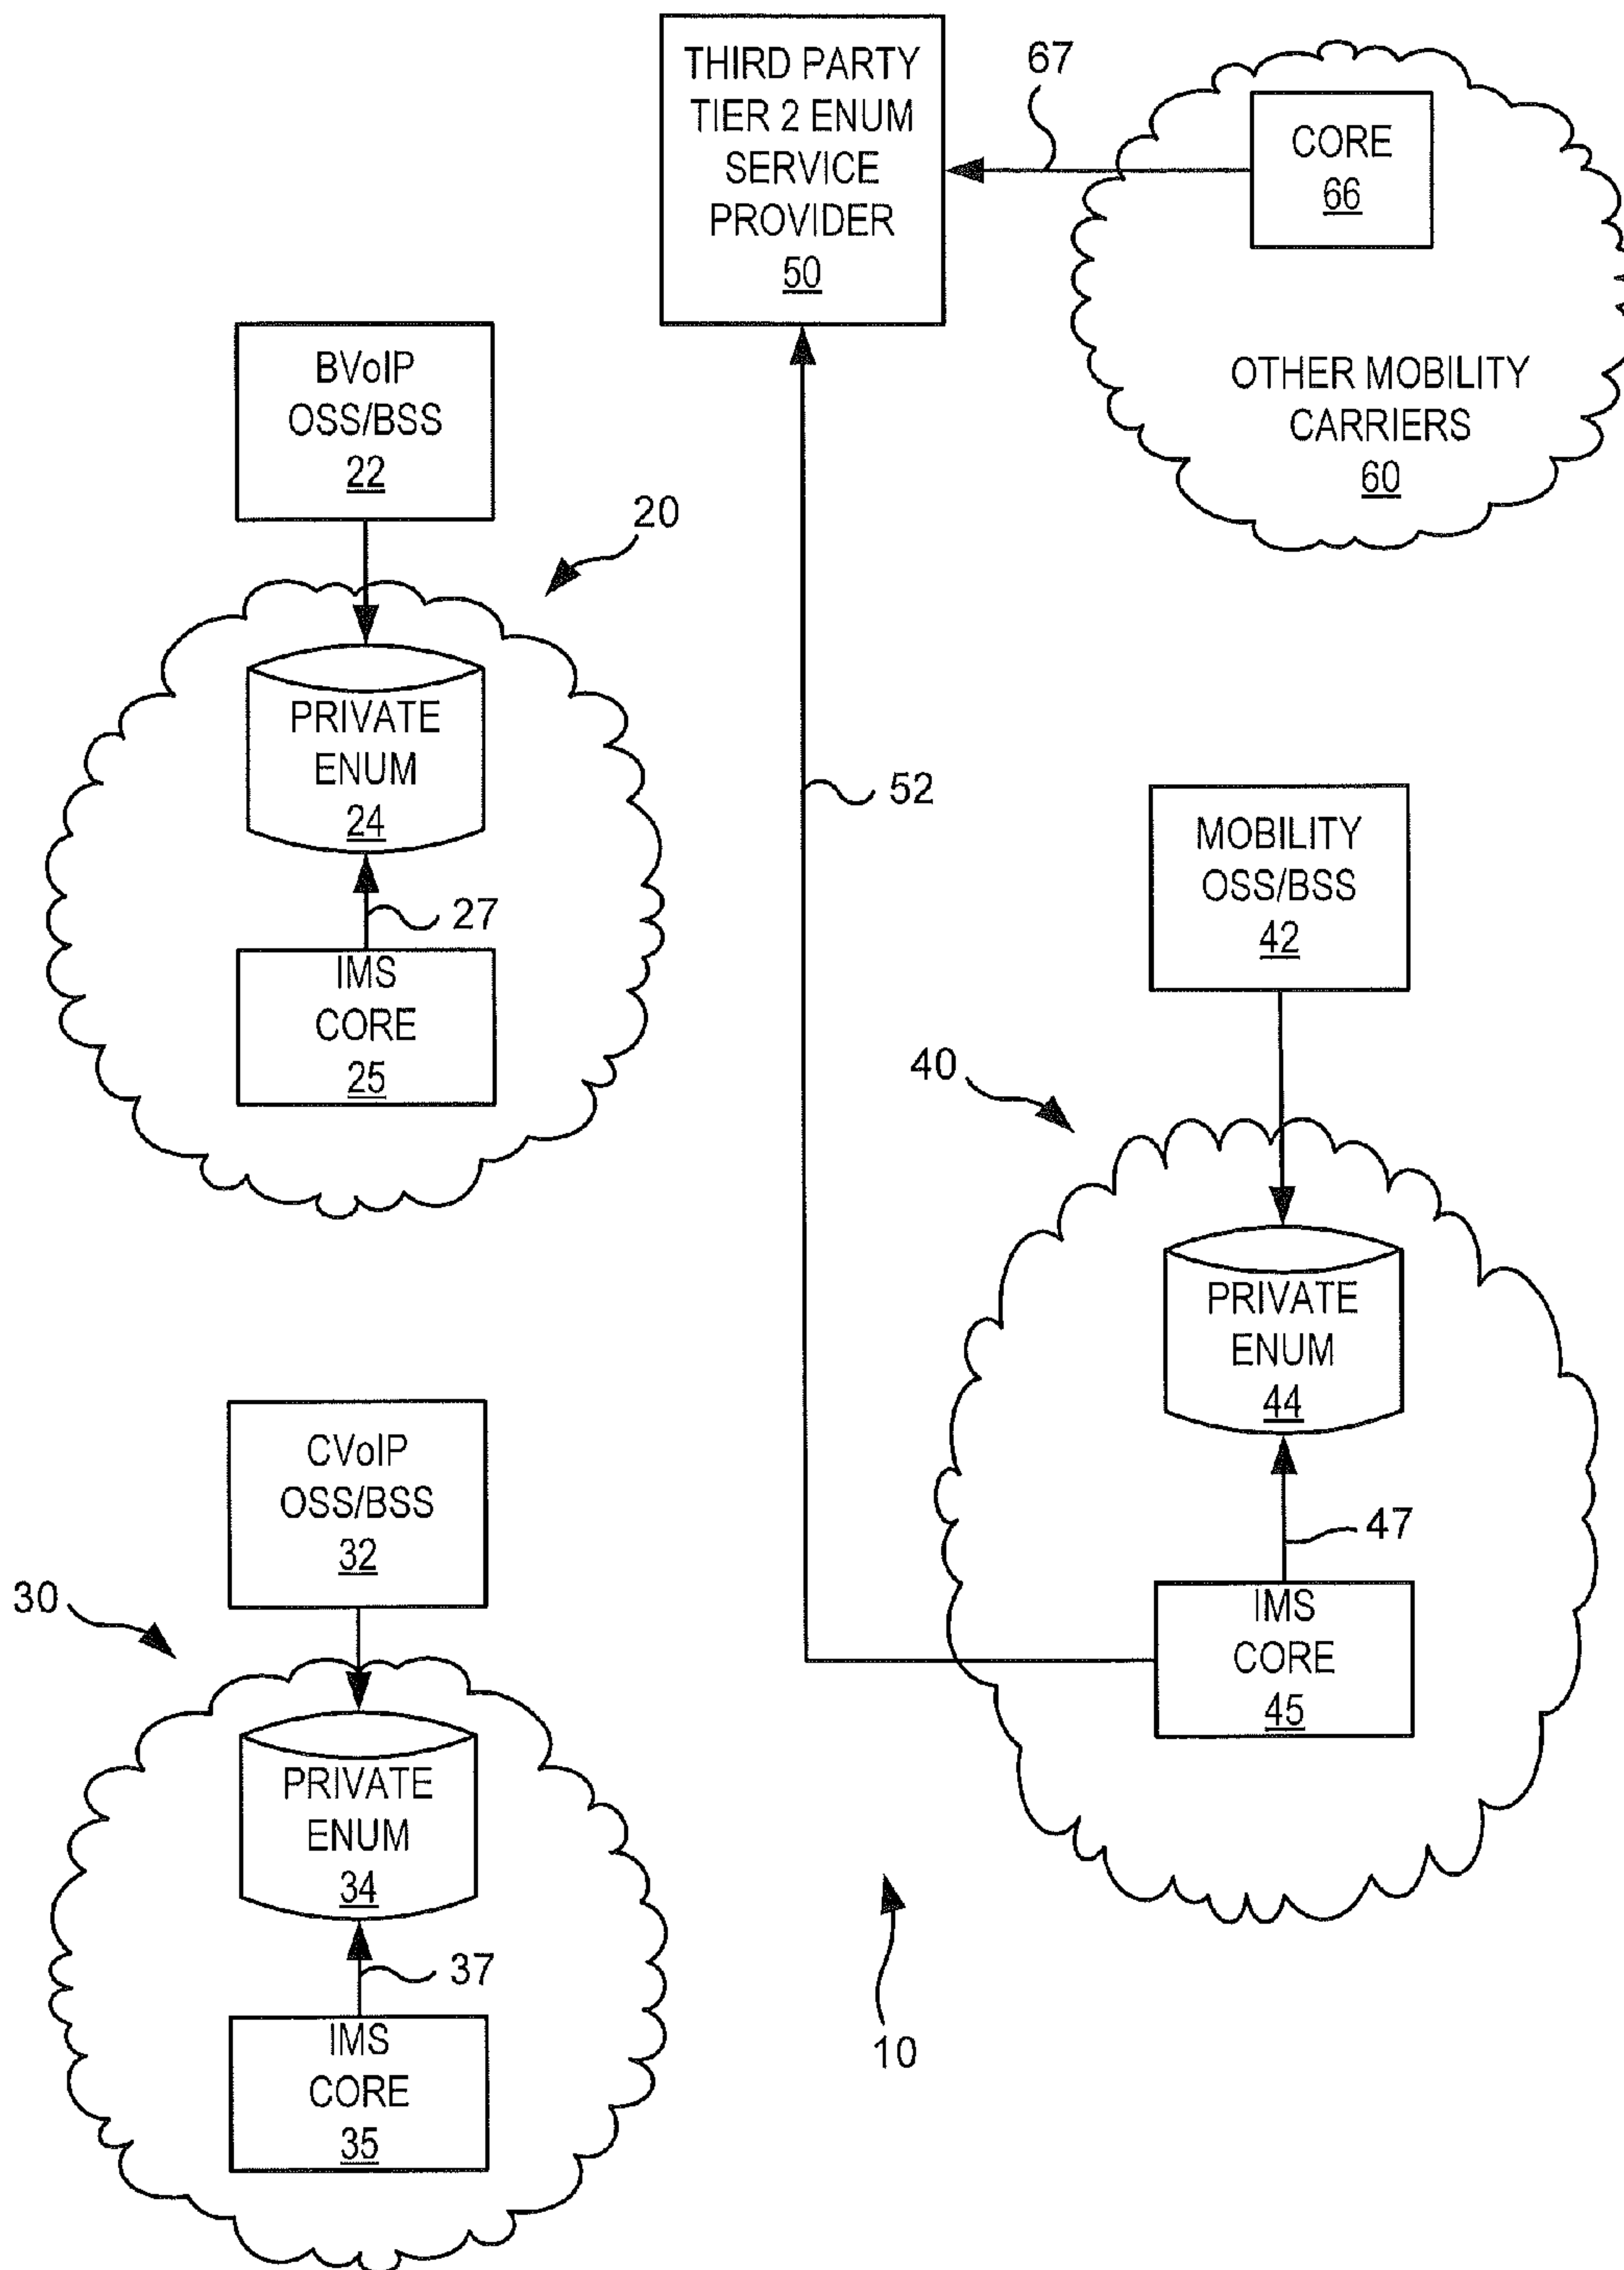 THIRD PARTY
TIER 2 ENUM
SERVICE
PROVIDER
50
67
CORE
66
OTHER MOBILITY
CARRIERS
60
BVoIP
OSS/BSS
22
20
PRIVATE
ENUM
24
27
IMS
CORE
25
52
MOBILITY
OSS/BSS
42
40
PRIVATE
ENUM
44
47
IMS
CORE
45
CVoIP
OSS/BSS
32
30
PRIVATE
ENUM
34
37
IMS
CORE
35
10